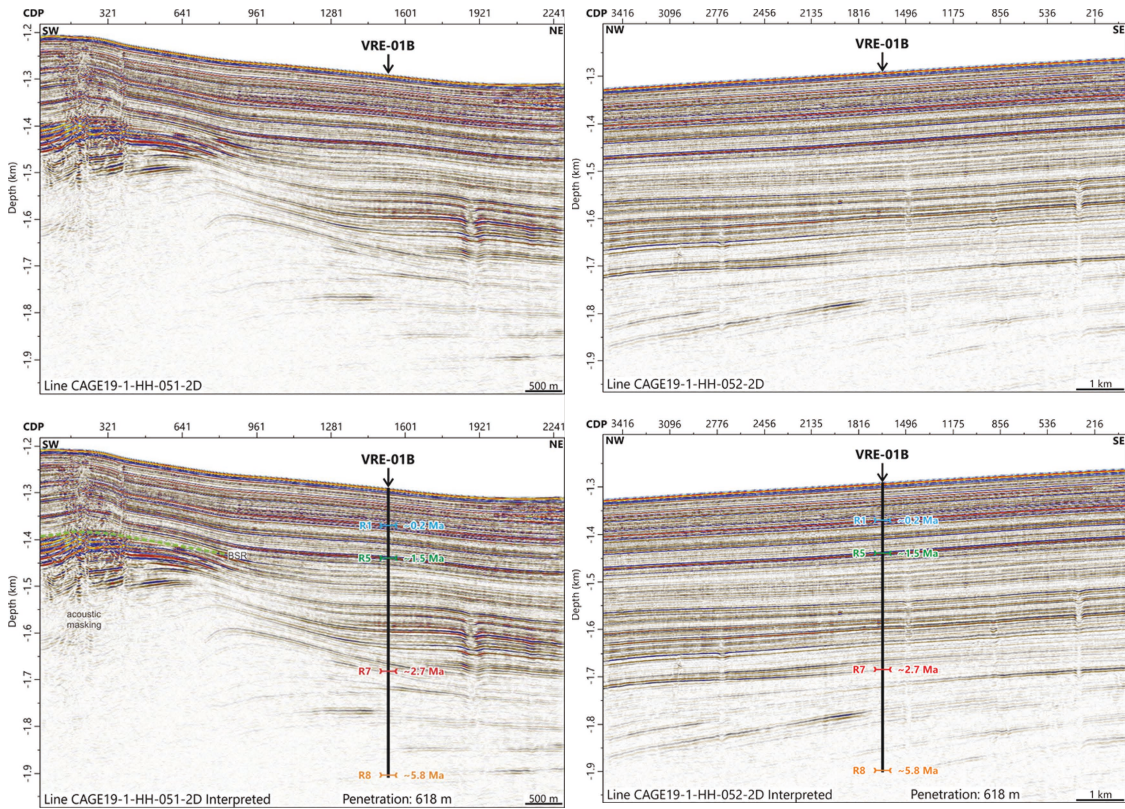 CDP 321 641 961 1281 1601 1921 2241
SW NE
VRE-01B
-1.2
-1.3
-1.4
-1.5
-1.6
-1.7
-1.8
-1.9
Depth (km)
Line CAGE19-1-HH-051-2D 500 m
CDP 3416 3096 2776 2456 2135 1816 1496 1175 856 536 216
NW SE
VRE-01B
-1.3
-1.4
-1.5
-1.6
-1.7
-1.8
-1.9
Depth (km)
Line CAGE19-1-HH-052-2D 1 km
CDP 321 641 961 1281 1601 1921 2241
SW NE
VRE-01B
-1.2
-1.3
-1.4
-1.5
-1.6
-1.7
-1.8
-1.9
Depth (km)
R1 ~0.2 Ma
BSR
R5 ~1.5 Ma
acoustic
masking
R7 ~2.7 Ma
R8 ~5.8 Ma
Line CAGE19-1-HH-051-2D Interpreted Penetration: 618 m 500 m
CDP 3416 3096 2776 2456 2135 1816 1496 1175 856 536 216
NW SE
VRE-01B
-1.3
-1.4
-1.5
-1.6
-1.7
-1.8
-1.9
Depth (km)
R1 ~0.2 Ma
R5 ~1.5 Ma
R7 ~2.7 Ma
R8 ~5.8 Ma
Line CAGE19-1-HH-052-2D Interpreted Penetration: 618 m 1 km